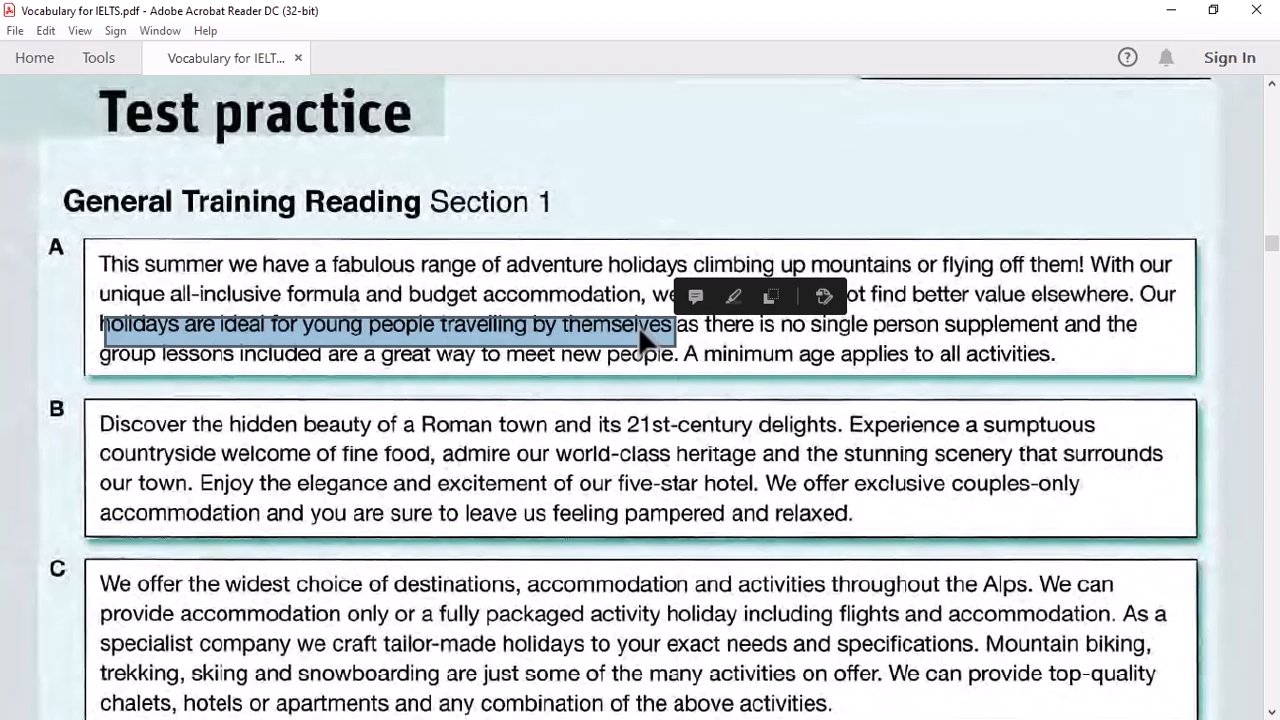 Vocabulary for IELTS.pdf - Adobe Acrobat Reader DC (32-bit)
File Edit View Sign Window Help
Home Tools Vocabulary for IELT... Sign In
Test practice
General Training Reading Section 1
A
This summer we have a fabulous range of adventure holidays climbing up mountains or flying off them! With our
unique all-inclusive formula and budget accommodation, we ot find better value elsewhere. Our
holidays are ideal for young people travelling by themselves as there is no single person supplement and the
group lessons included are a great way to meet new people. A minimum age applies to all activities.
B
Discover the hidden beauty of a Roman town and its 21st-century delights. Experience a sumptuous
countryside welcome of fine food, admire our world-class heritage and the stunning scenery that surrounds
our town. Enjoy the elegance and excitement of our five-star hotel. We offer exclusive couples-only
accommodation and you are sure to leave us feeling pampered and relaxed.
C
We offer the widest choice of destinations, accommodation and activities throughout the Alps. We can
provide accommodation only or a fully packaged activity holiday including flights and accommodation. As a
specialist company we craft tailor-made holidays to your exact needs and specifications. Mountain biking,
trekking, skiing and snowboarding are just some of the many activities on offer. We can provide top-quality
chalets, hotels or apartments and any combination of the above activities.